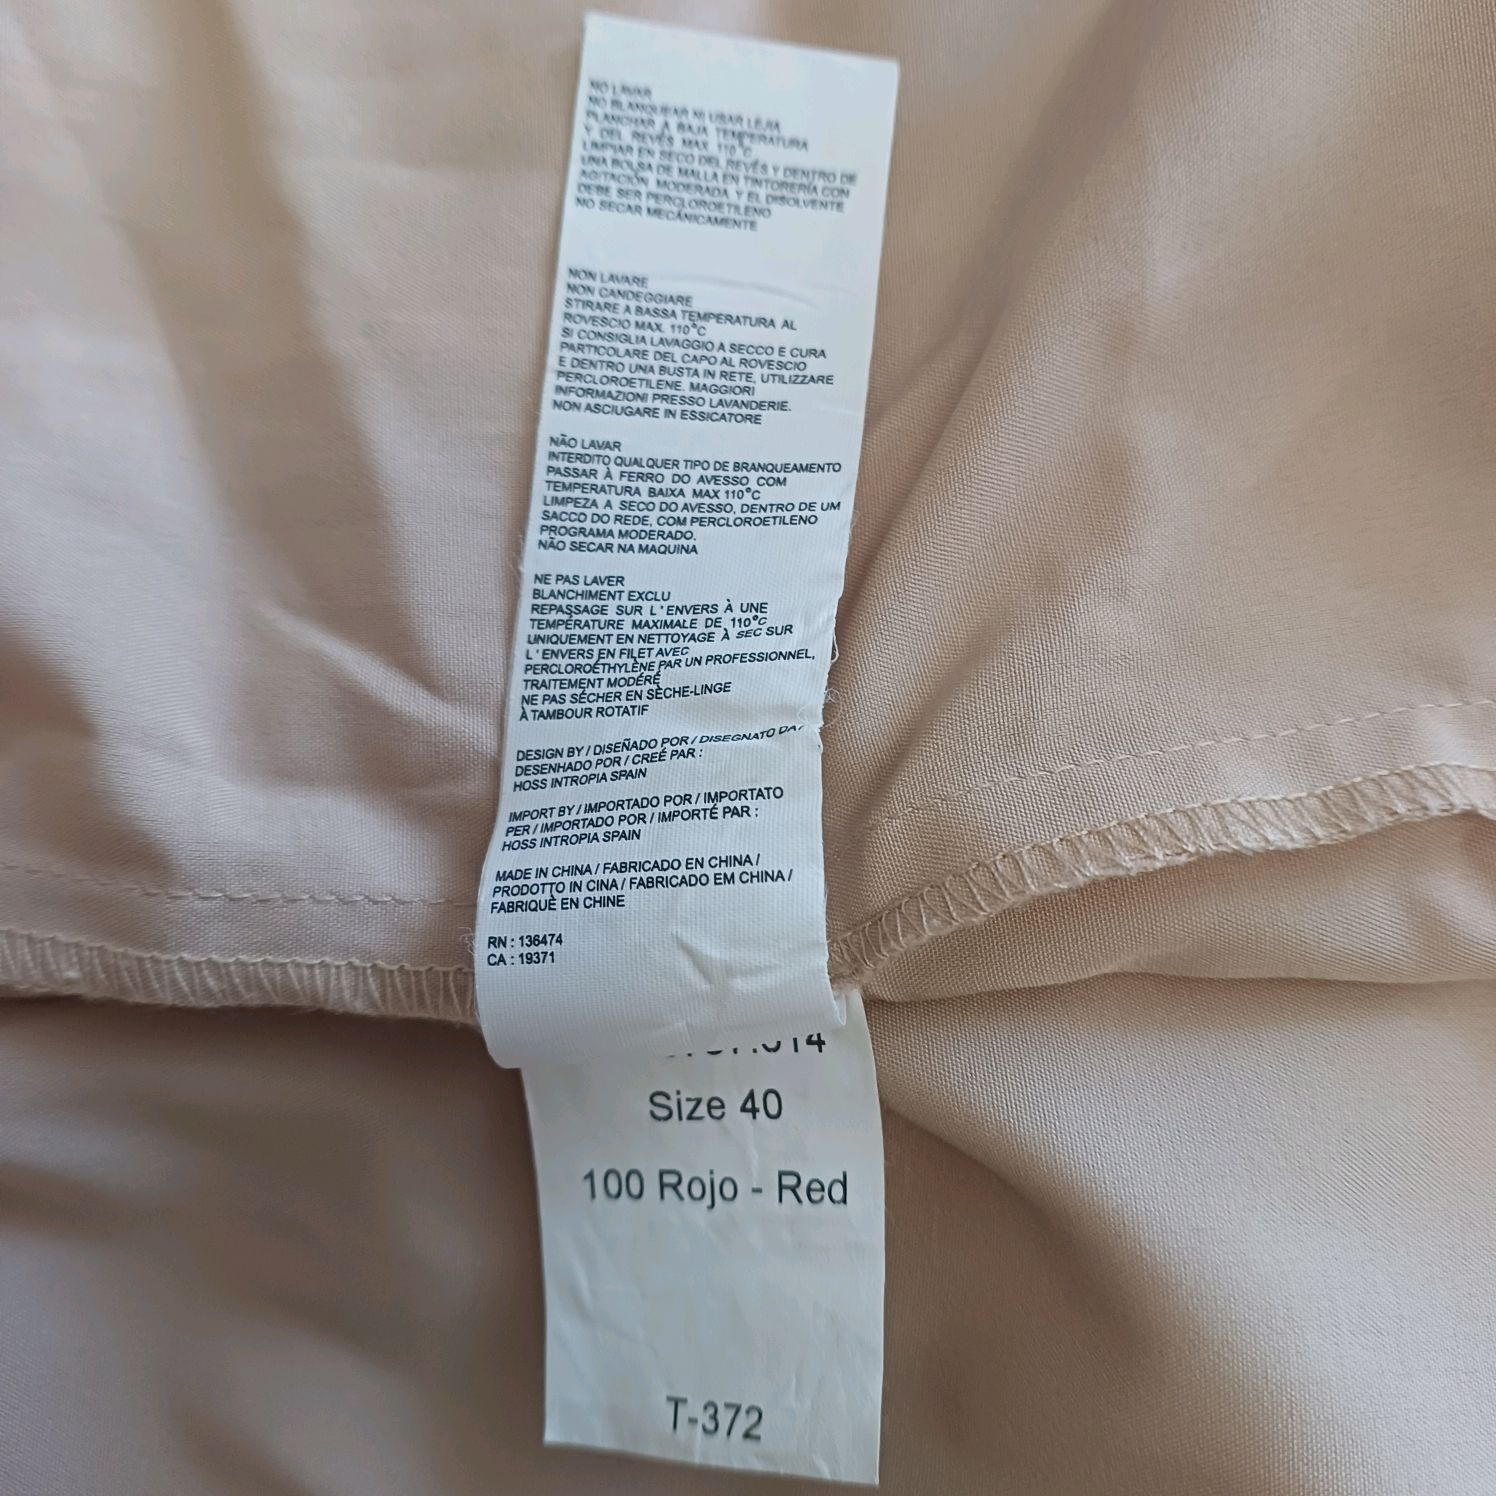 NO LAVAR
NO BLANQUEAR NI USAR LEJIA
PLANCHAR A BAJA TEMPERATURA
Y DEL REVÉS MAX. 110°C
LIMPIAR EN SECO DEL REVÉS Y DENTRO DE
UNA BOLSA DE MALLA EN TINTORERÍA CON
AGITACIÓN MODERADA Y EL DISOLVENTE
DEBE SER PERCLOROETILENO
NO SECAR MECÁNICAMENTE
NON LAVARE
NON CANDEGGIARE
STIRARE A BASSA TEMPERATURA AL
ROVESCIO MAX. 110°C
SI CONSIGLIA LAVAGGIO A SECCO E CURA
PARTICOLARE DEL CAPO AL ROVESCIO
E DENTRO UNA BUSTA IN RETE, UTILIZZARE
PERCLOROETILENE. MAGGIORI
INFORMAZIONI PRESSO LAVANDERIE.
NON ASCIUGARE IN ESSICATORE
NÃO LAVAR
INTERDITO QUALQUER TIPO DE BRANQUEAMENTO
PASSAR À FERRO DO AVESSO COM
TEMPERATURA BAIXA MAX 110°C
LIMPEZA A SECO DO AVESSO, DENTRO DE UM
SACCO DO REDE, COM PERCLOROETILENO
PROGRAMA MODERADO.
NÃO SECAR NA MAQUINA
NE PAS LAVER
BLANCHIMENT EXCLU
REPASSAGE SUR L'ENVERS À UNE
TEMPÉRATURE MAXIMALE DE 110°C
UNIQUEMENT EN NETTOYAGE À SEC SUR
L'ENVERS EN FILET AVEC
PERCLOROÉTHYLÈNE PAR UN PROFESSIONNEL,
TRAITEMENT MODÉRÉ
NE PAS SÉCHER EN SÈCHE-LINGE
À TAMBOUR ROTATIF
DESIGN BY / DISEÑADO POR / DISEGNATO DA /
DESENHADO POR / CREÉ PAR :
HOSS INTROPIA SPAIN
IMPORT BY / IMPORTADO POR / IMPORTATO
PER / IMPORTADO POR / IMPORTÉ PAR :
HOSS INTROPIA SPAIN
MADE IN CHINA / FABRICADO EN CHINA /
PRODOTTO IN CINA / FABRICADO EM CHINA /
FABRIQUÈ EN CHINE
RN : 136474
CA : 19371
Size 40
100 Rojo - Red
T-372